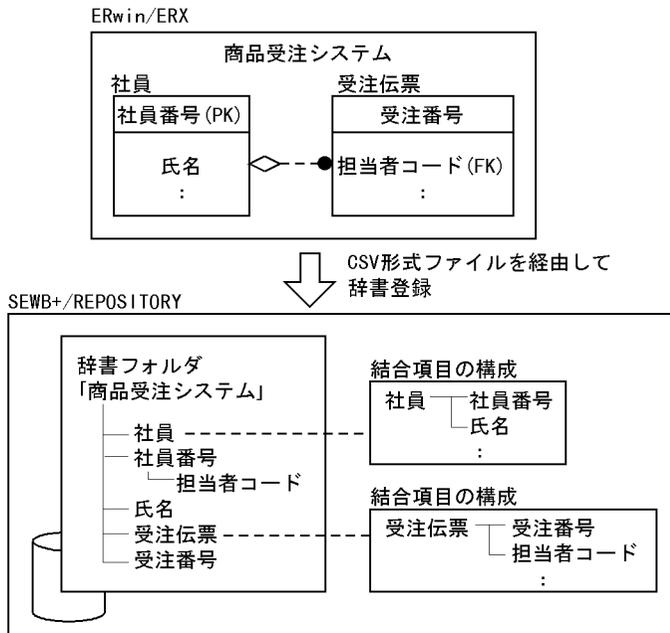 ERwin/ERX
商品受注システム
社員
受注伝票
社員番号(PK)
受注番号
氏名
担当者コード(FK)
:
:
CSV形式ファイルを経由して
辞書登録
SEWB+/REPOSITORY
辞書フォルダ
「商品受注システム」
社員
社員番号
担当者コード
氏名
受注伝票
受注番号
結合項目の構成
社員
社員番号
氏名
:
結合項目の構成
受注伝票
受注番号
担当者コード
: